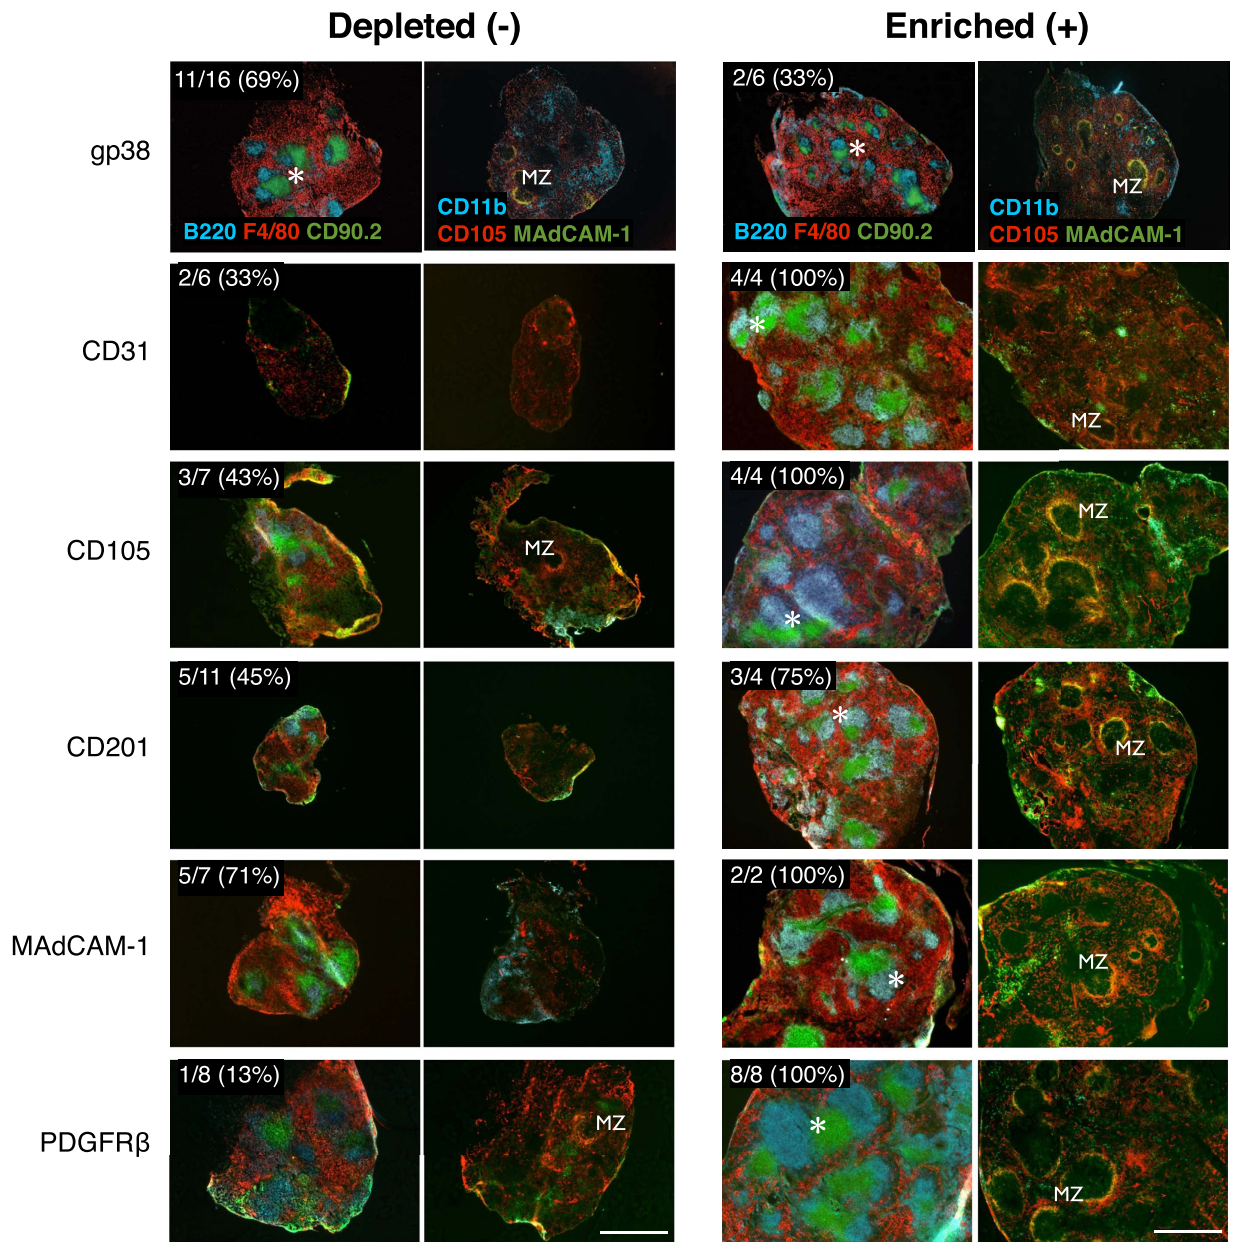 Depleted (-) Enriched (+)
gp38
11/16 (69%)
*
B220 F4/80 CD90.2
MZ
CD11b
CD105 MAdCAM-1
2/6 (33%)
*
B220 F4/80 CD90.2
MZ
CD11b
CD105 MAdCAM-1
CD31
2/6 (33%)
4/4 (100%)
*
MZ
CD105
3/7 (43%)
MZ
4/4 (100%)
*
MZ
CD201
5/11 (45%)
3/4 (75%)
*
MZ
MAdCAM-1
5/7 (71%)
2/2 (100%)
*
MZ
PDGFRβ
1/8 (13%)
MZ
8/8 (100%)
*
MZ